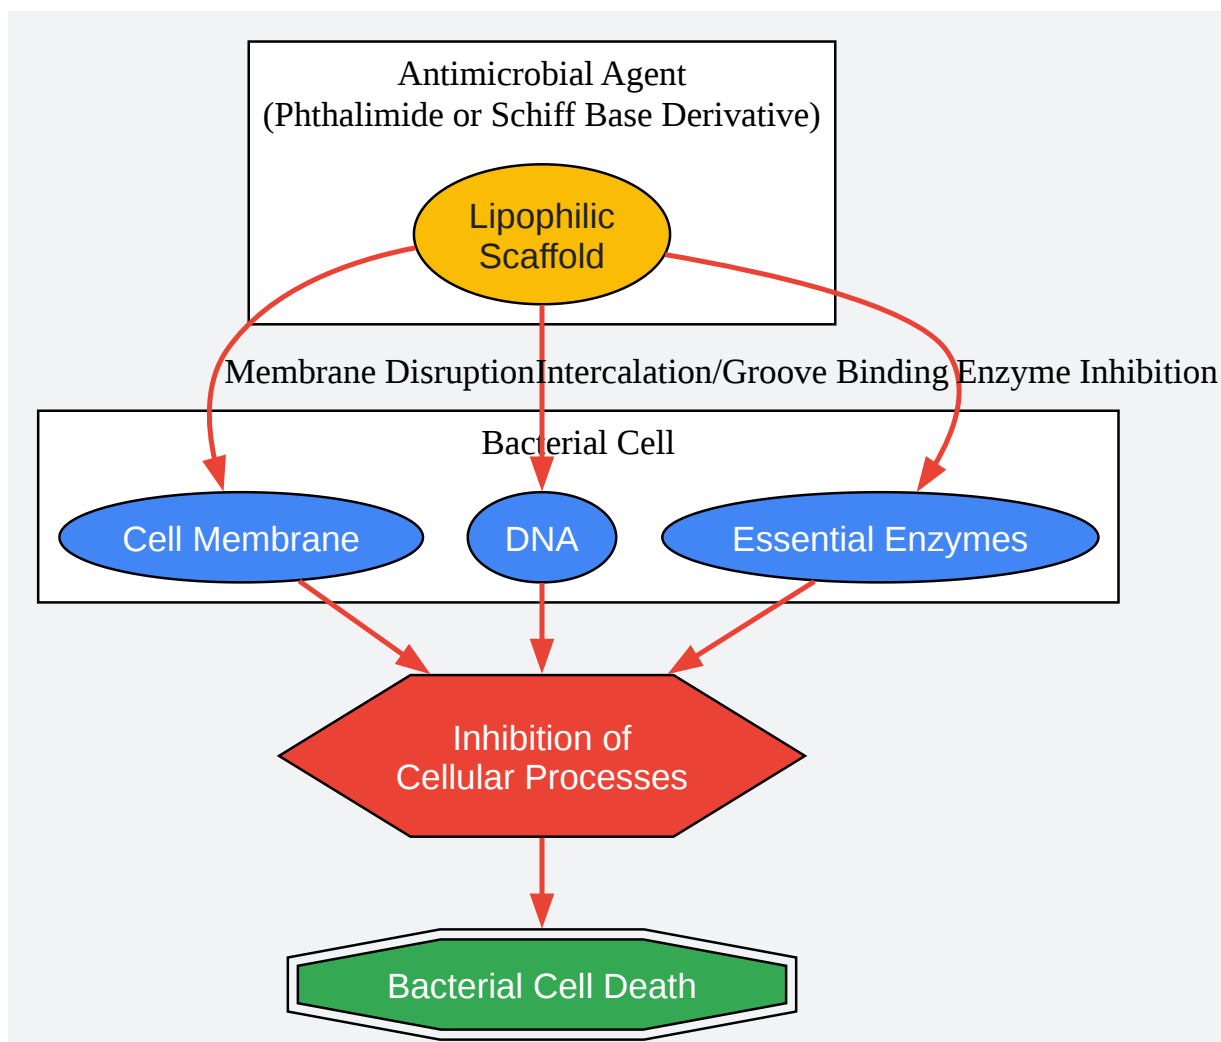 Antimicrobial Agent
(Phthalimide or Schiff Base Derivative)
Lipophilic
Scaffold
Membrane Disruption
Intercalation/Groove Binding
Enzyme Inhibition
Bacterial Cell
Cell Membrane
DNA
Essential Enzymes
Inhibition of
Cellular Processes
Bacterial Cell Death